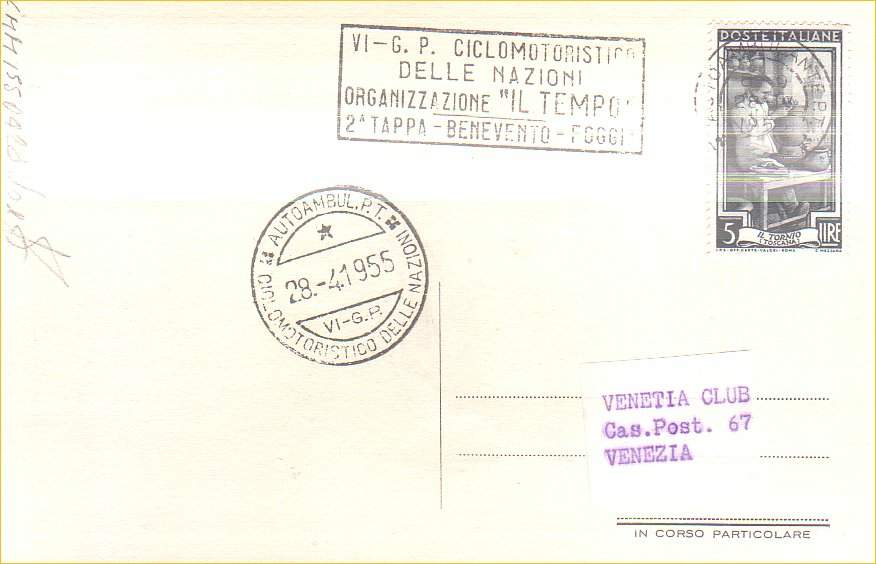 VI-G. P. CICLOMOTORISTICO
DELLE NAZIONI
ORGANIZZAZIONE "IL TEMPO"
2ª TAPPA - BENEVENTO - FOGGIA
POSTE ITALIANE
5 LIRE
IL TORNIO
(TOSCANA)
AUTOAMBUL. P.T.
28.-4.1955
VI-G.P.
CICLOMOTORISTICO DELLE NAZIONI
VENETIA CLUB
Cas.Post. 67
VENEZIA
IN CORSO PARTICOLARE